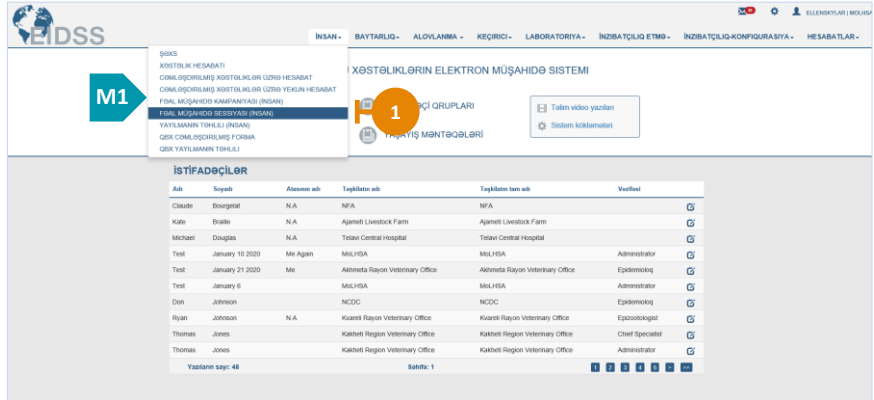 EIDSS
36
ELLENSKYLAR | MOLHSA
İNSAN BAYTARLIQ ALOVLANMA KEÇIRICI LABORATORIYA İNZIBATÇILIQ ETMƏ İNZIBATÇILIQ-KONFIQURASIYA HESABATLAR
ŞƏXS
XƏSTƏLIK HESABATI
CƏMLƏŞDIRILMIŞ XƏSTƏLIKLƏR ÜZRƏ HESABAT
CƏMLƏŞDIRILMIŞ XƏSTƏLIKLƏR ÜZRƏ YEKUN HESABAT
FƏAL MÜŞAHIDƏ KAMPANIYASI (İNSAN)
FƏAL MÜŞAHIDƏ SESSIYASI (İNSAN)
YAYILMANIN TƏHLILI (İNSAN)
QBX CƏMLƏŞDIRILMIŞ FORMA
QBX YAYILMANIN TƏHLILI
M1
1
XƏSTƏLIKLƏRIN ELEKTRON MÜŞAHIDƏ SISTEMI
QRUPLARI
MƏNTƏQƏLƏRİ
Təlim video yazıları
Sistem kökləmələri
İSTİFADƏÇİLƏR
Adı Soyadı Atasının adı Təşkilatın adı Təşkilatın tam adı Vəzifəsi
Claude Bourgelat N.A NFA NFA
Kate Braille N.A Ajameti Livestock Farm Ajameti Livestock Farm
Michael Douglas N.A Telavi Central Hospital Telavi Central Hospital
Test January 10 2020 Me Again MoLHSA MoLHSA Administrator
Test January 21 2020 Me Akhmeta Rayon Veterinary Office Akhmeta Rayon Veterinary Office Epidemioloq
Test January 6 MoLHSA MoLHSA Administrator
Don Johnson NCDC NCDC Epidemioloq
Ryan Johnson N.A Kvareli Rayon Veterinary Office Kvareli Rayon Veterinary Office Epizootologist
Thomas Jones Kakheti Region Veterinary Office Kakheti Region Veterinary Office Chief Specialist
Thomas Jones Kakheti Region Veterinary Office Kakheti Region Veterinary Office Administrator
Yazıların sayı: 48 Səhifə: 1 1 2 3 4 5 > >>